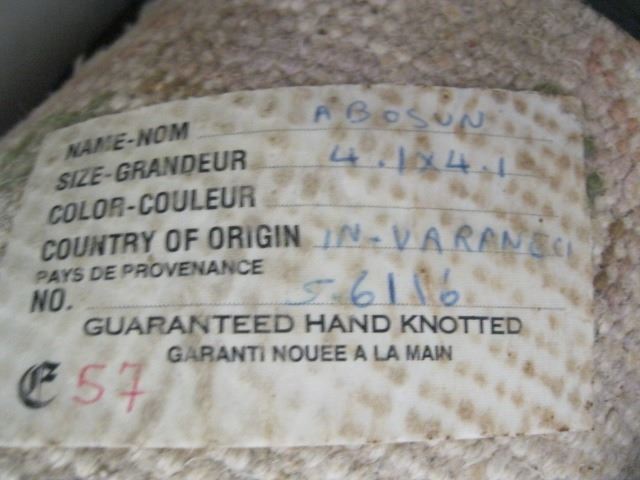 NAME-NOM ABOSUN
SIZE-GRANDEUR 4.1x4.1
COLOR-COULEUR
COUNTRY OF ORIGIN IN-VARANECI
PAYS DE PROVENANCE
NO. 5-6116
GUARANTEED HAND KNOTTED
GARANTI NOUEE A LA MAIN
E 57